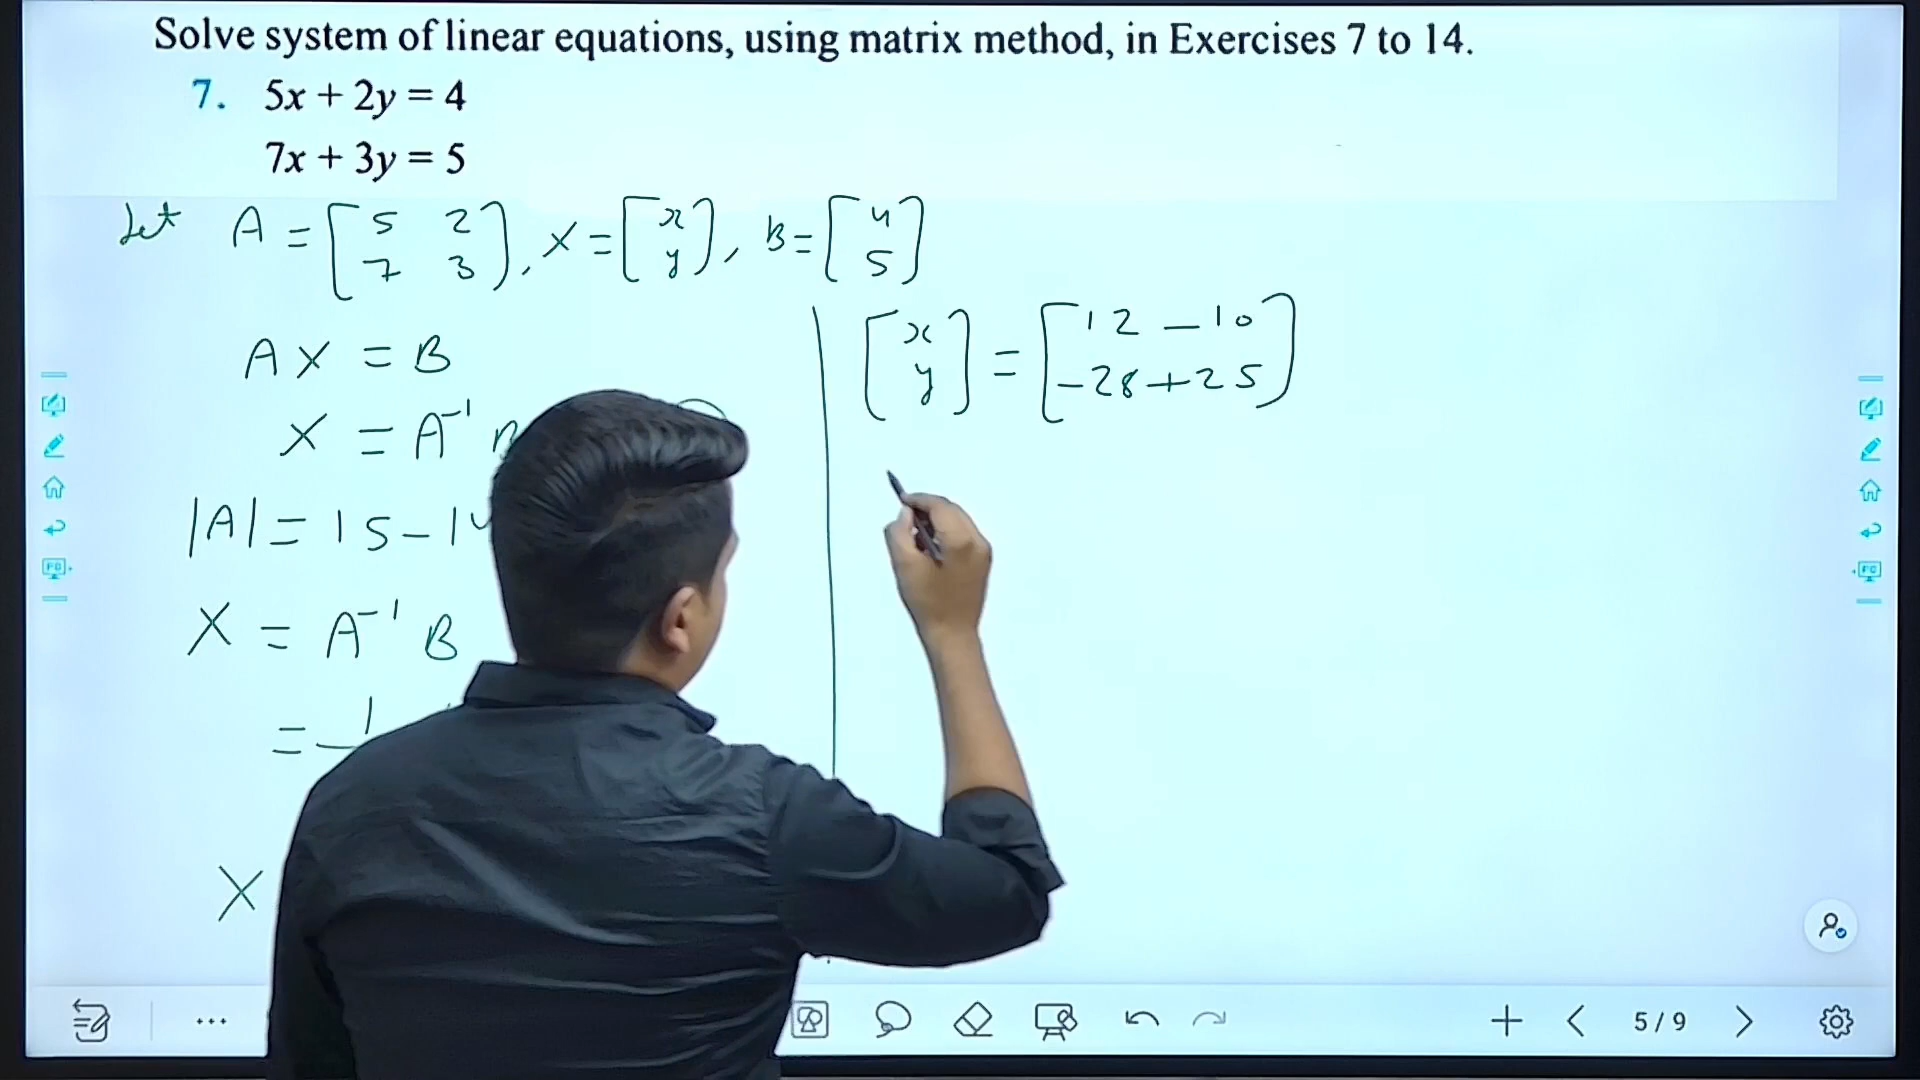 Solve system of linear equations, using matrix method, in Exercises 7 to 14.
7. 5x + 2y = 4
7x + 3y = 5
Let A = [5 2
7 3], X = [x
y], B = [4
5]
AX = B
X = A⁻¹
|A| = 15 - 14
X = A⁻¹ B
= 1
X
[x
y] = [12 - 10
-28 + 25]
5 / 9